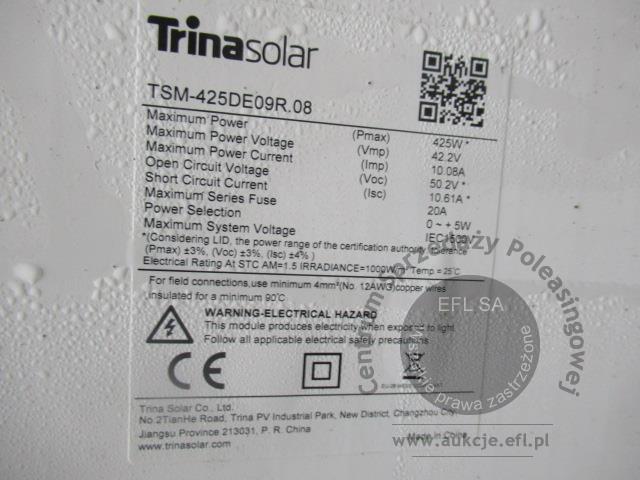 Trinasolar
TSM-425DE09R.08
Maximum Power (Pmax) 425W*
Maximum Power Voltage (Vmp) 42.2V
Maximum Power Current (Imp) 10.08A
Open Circuit Voltage (Voc) 50.2V*
Short Circuit Current (Isc) 10.61A*
Maximum Series Fuse 20A
Power Selection 0~+5W
Maximum System Voltage IEC1500V
*(Considering LID, the power range of the certification authority tolerance
(Pmax) ±3%, (Voc) ±3%, (Isc) ±4%)
Electrical Rating At STC AM=1.5 IRRADIANCE=1000W/m² Temp = 25℃
For field connections,use minimum 4mm²(No. 12AWG)copper wires
insulated for a minimum 90℃
WARNING-ELECTRICAL HAZARD
This module produces electricity when exposed to light.
Follow all applicable electrical safety precautions
CE
Trina Solar Co., Ltd.
No.2TianHe Road, Trina PV Industrial Park, New District, Changzhou City,
Jiangsu Province 213031, P. R. China
www.trinasolar.com
Made in China
Centrum Sprzedaży Poleasingowej
EFL SA
wszelkie prawa zastrzeżone
www.aukcje.efl.pl